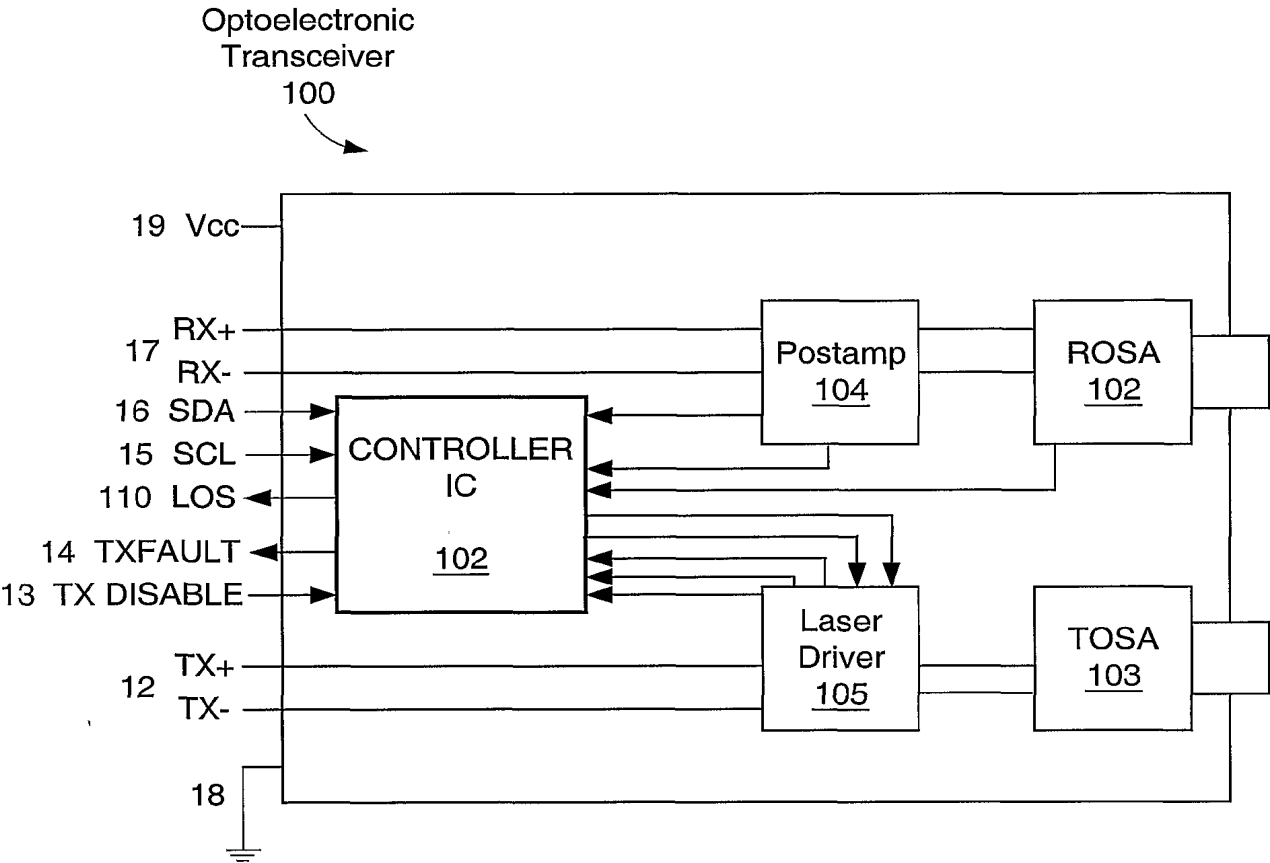 Optoelectronic
Transceiver
100
19 Vcc
RX+
17
RX-
16 SDA
15 SCL
110 LOS
14 TXFAULT
13 TX DISABLE
TX+
12
TX-
18
CONTROLLER
IC
102
Postamp
104
ROSA
102
Laser
Driver
105
TOSA
103